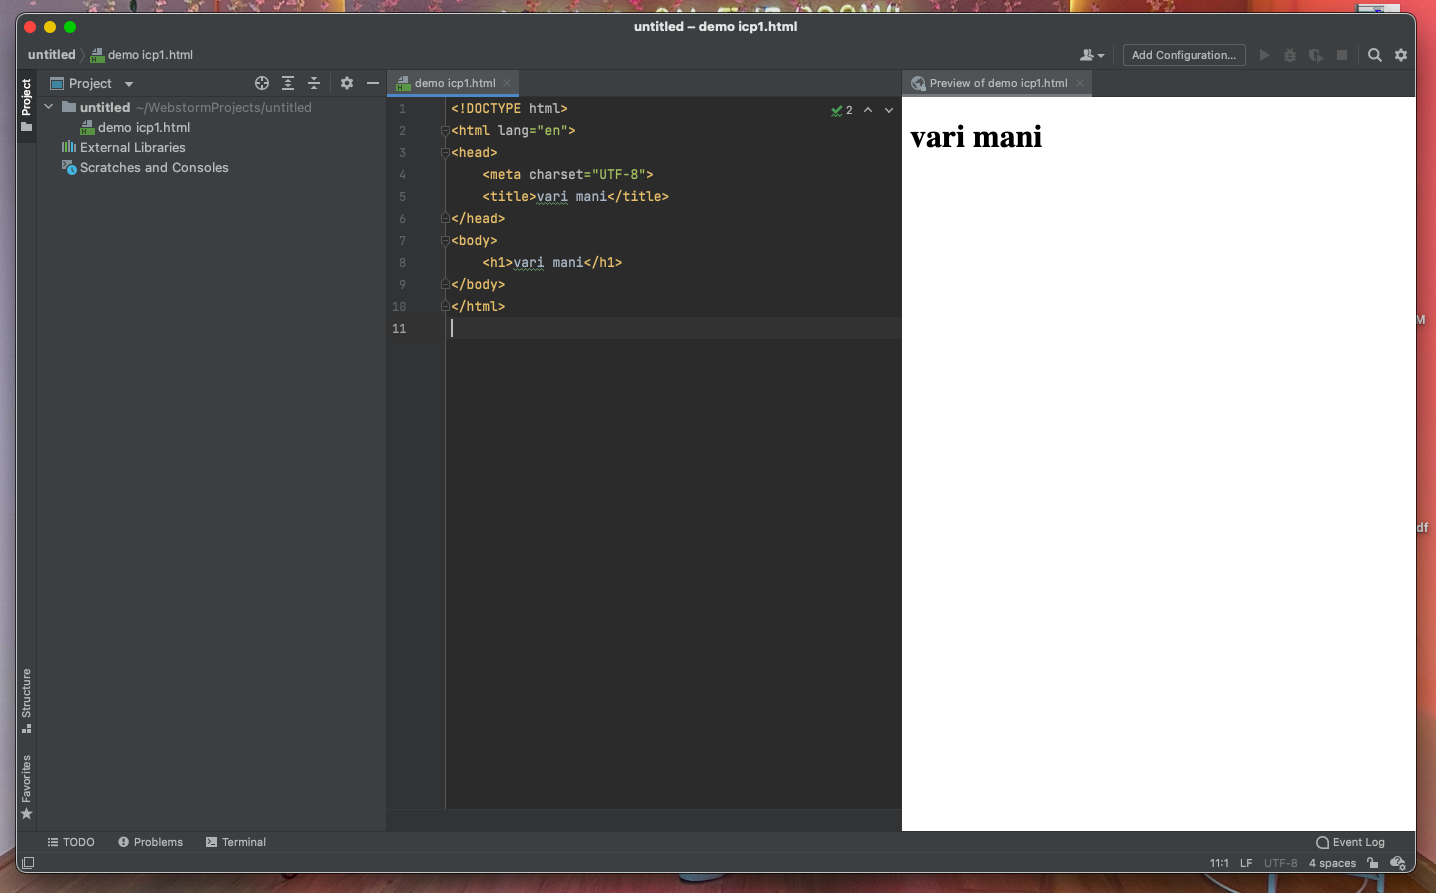 untitled – demo icp1.html
untitled
demo icp1.html
Add Configuration...
Project
Project
untitled ~/WebstormProjects/untitled
demo icp1.html
External Libraries
Scratches and Consoles
Structure
Favorites
demo icp1.html
2
1 <!DOCTYPE html>
2 <html lang="en">
3 <head>
4 <meta charset="UTF-8">
5 <title>vari mani</title>
6 </head>
7 <body>
8 <h1>vari mani</h1>
9 </body>
10 </html>
11
Preview of demo icp1.html
vari mani
M
df
TODO
Problems
Terminal
Event Log
11:1 LF UTF-8 4 spaces